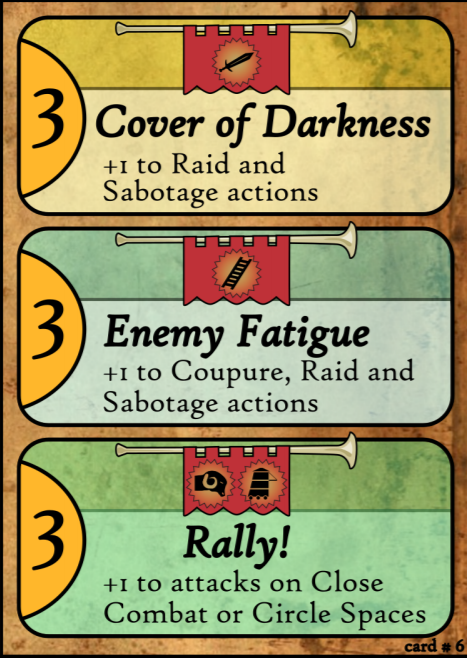 3
Cover of Darkness
+1 to Raid and
Sabotage actions
3
Enemy Fatigue
+1 to Coupure, Raid and
Sabotage actions
3
Rally!
+1 to attacks on Close
Combat or Circle Spaces
card # 6